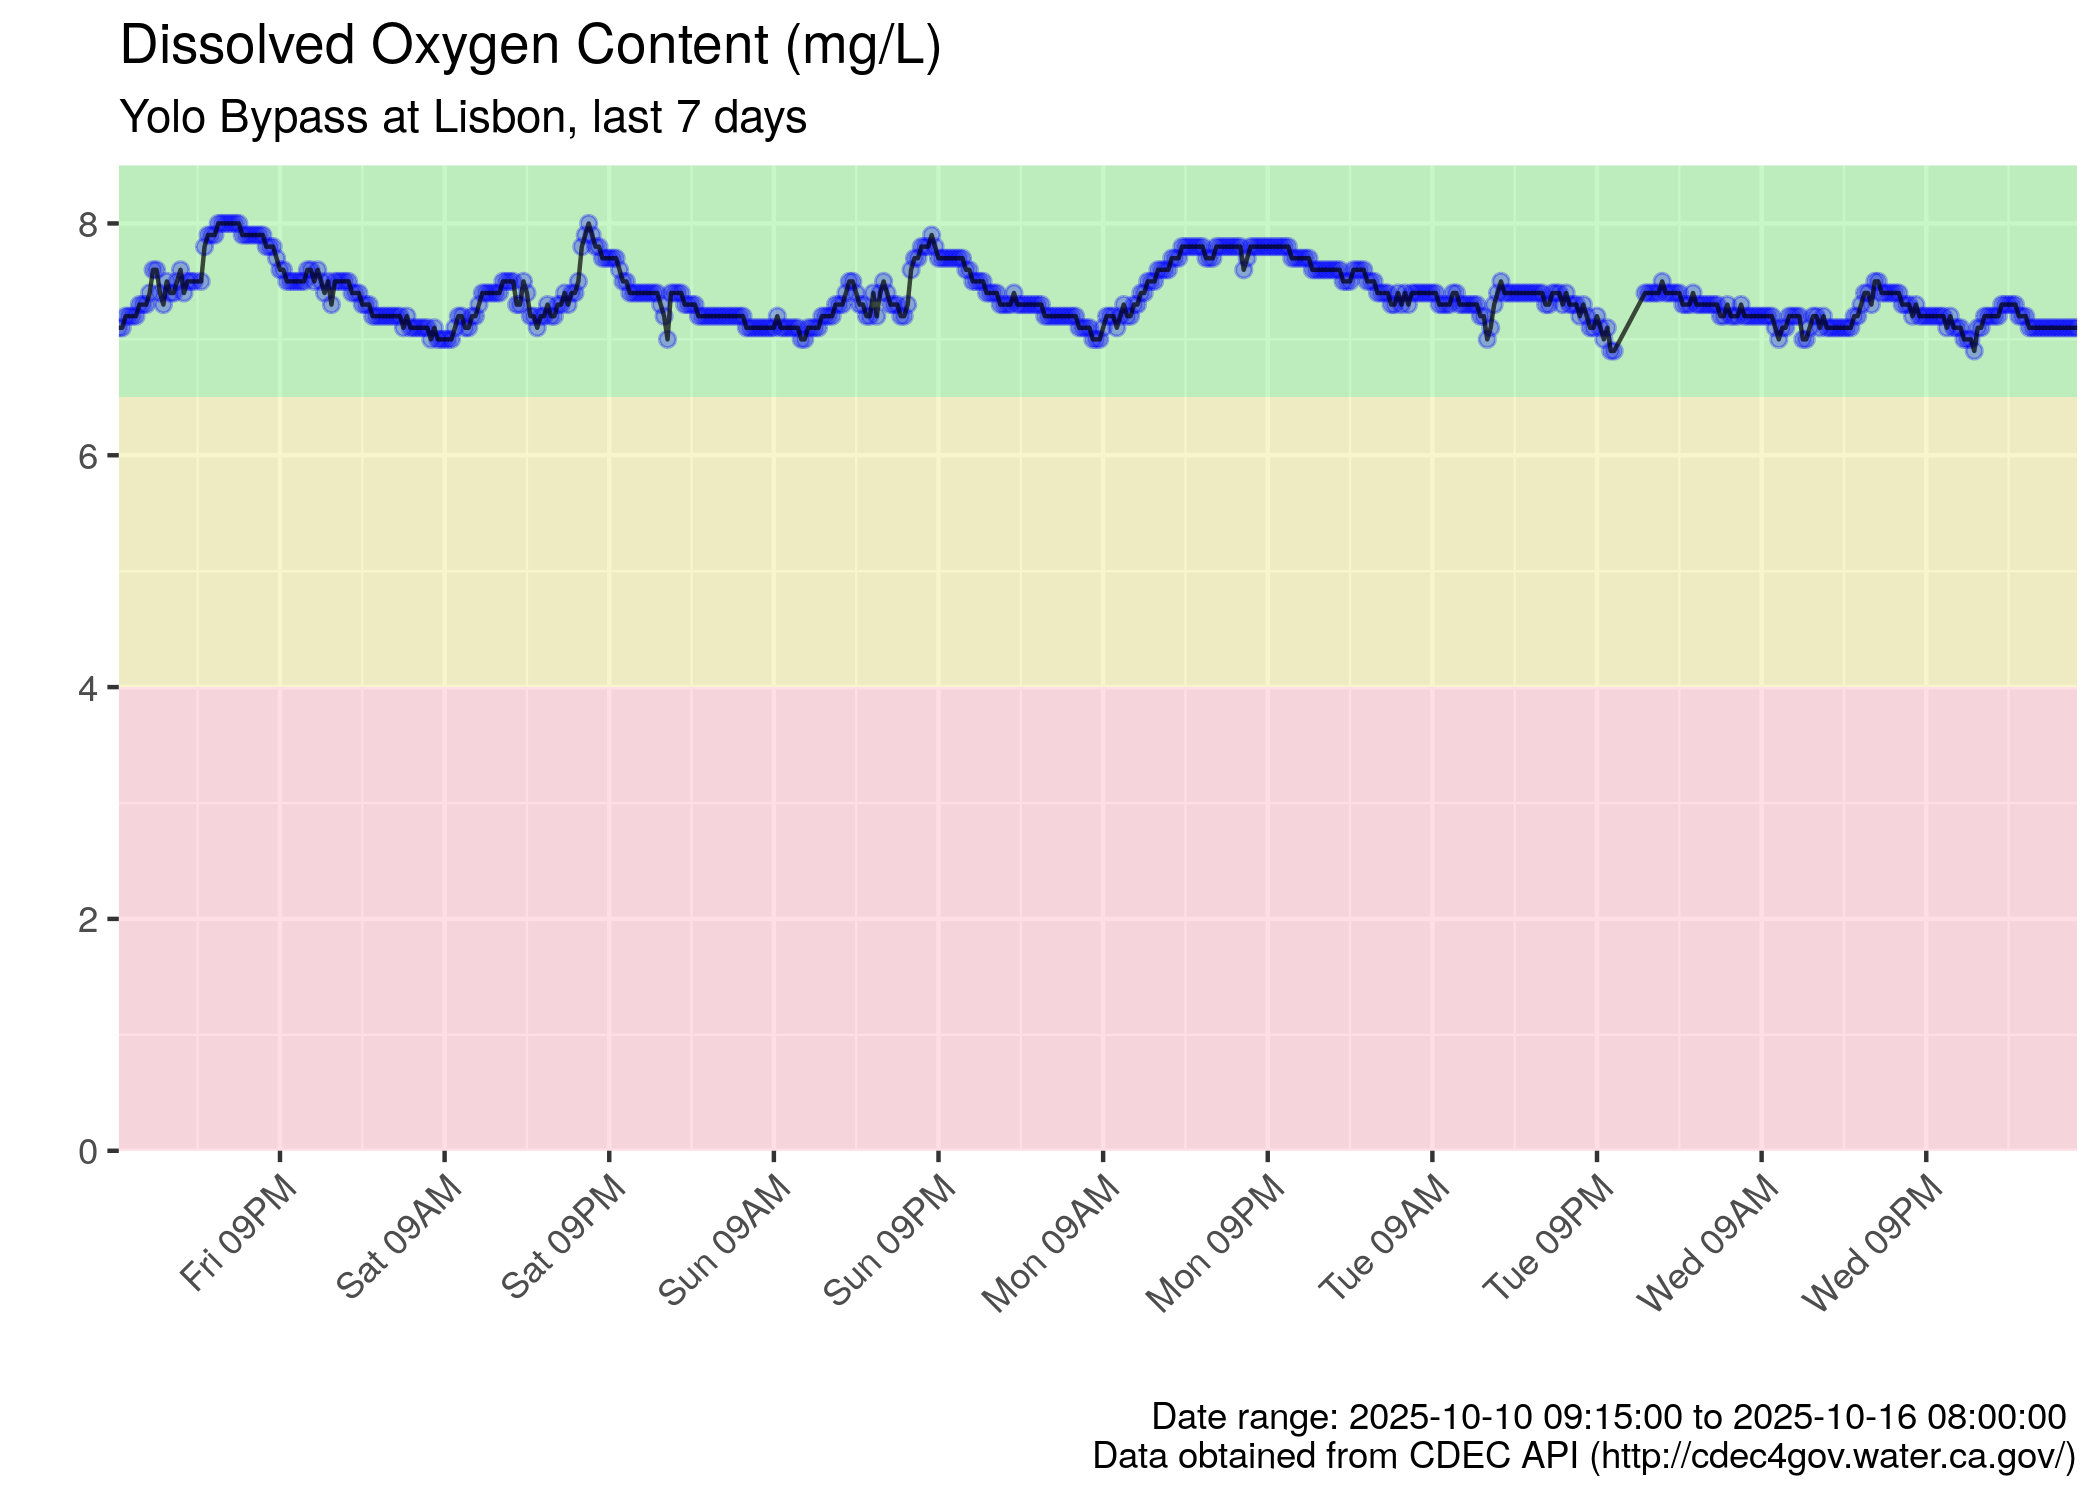 Dissolved Oxygen Content (mg/L)
Yolo Bypass at Lisbon, last 7 days
8
6
4
2
0
Fri 09PM
Sat 09AM
Sat 09PM
Sun 09AM
Sun 09PM
Mon 09AM
Mon 09PM
Tue 09AM
Tue 09PM
Wed 09AM
Wed 09PM
Date range: 2025-10-10 09:15:00 to 2025-10-16 08:00:00
Data obtained from CDEC API (http://cdec4gov.water.ca.gov/)